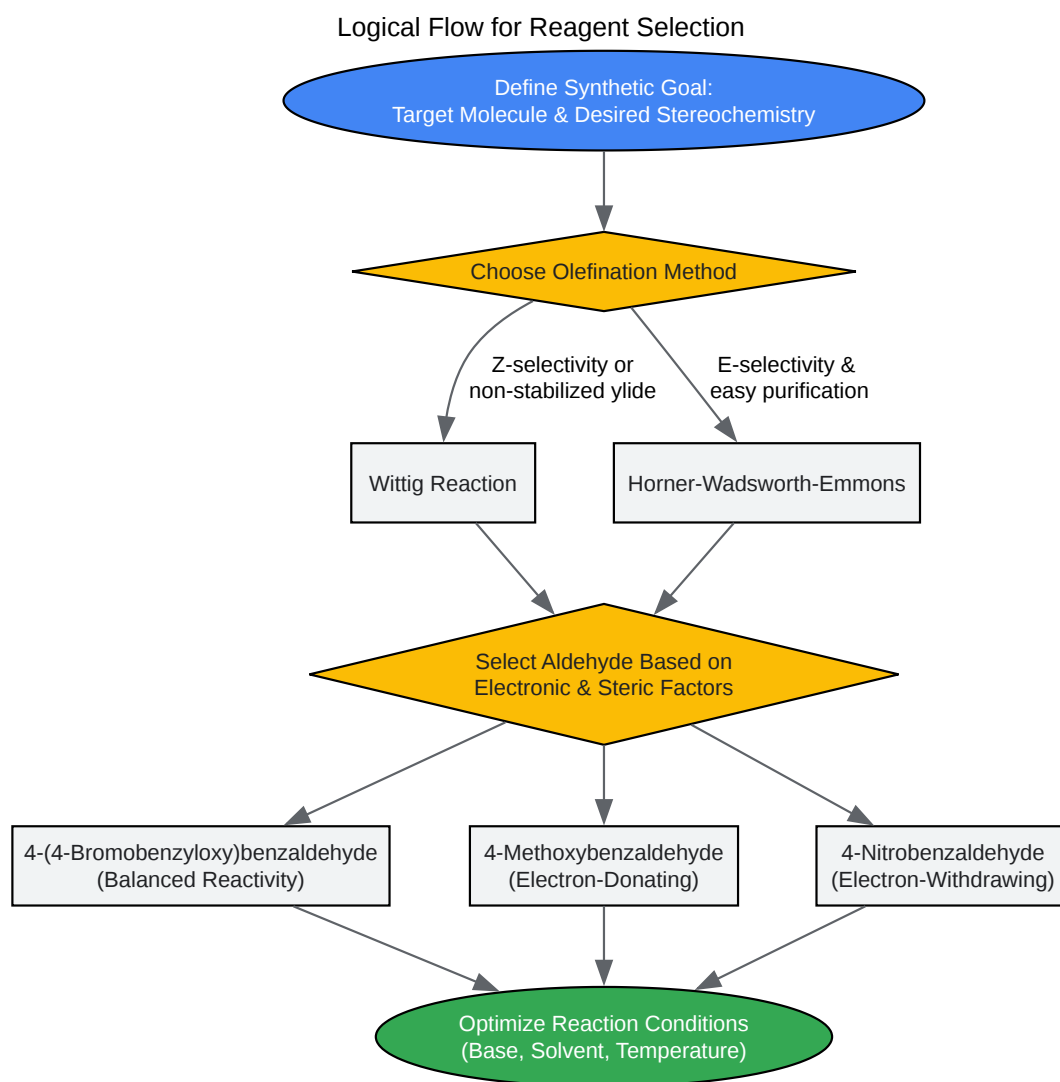 Logical Flow for Reagent Selection
Define Synthetic Goal:
Target Molecule & Desired Stereochemistry
Choose Olefination Method
Z-selectivity or
non-stabilized ylide
E-selectivity &
easy purification
Wittig Reaction
Horner-Wadsworth-Emmons
Select Aldehyde Based on
Electronic & Steric Factors
4-(4-Bromobenzyloxy)benzaldehyde
(Balanced Reactivity)
4-Methoxybenzaldehyde
(Electron-Donating)
4-Nitrobenzaldehyde
(Electron-Withdrawing)
Optimize Reaction Conditions
(Base, Solvent, Temperature)